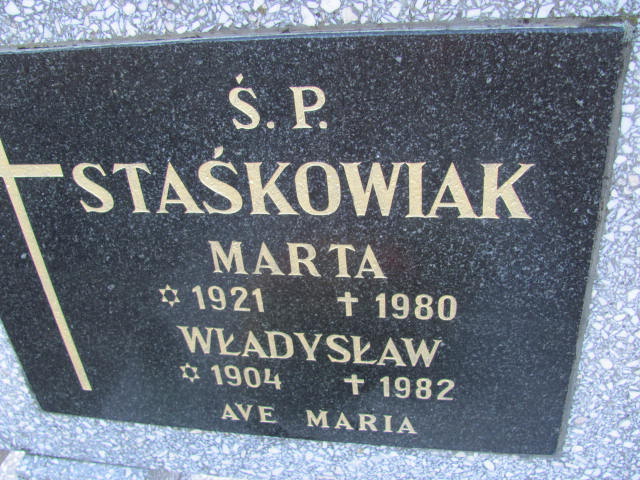 Ś. P.
STAŚKOWIAK
MARTA
✡ 1921 ✝ 1980
WŁADYSŁAW
✡ 1904 ✝ 1982
AVE MARIA